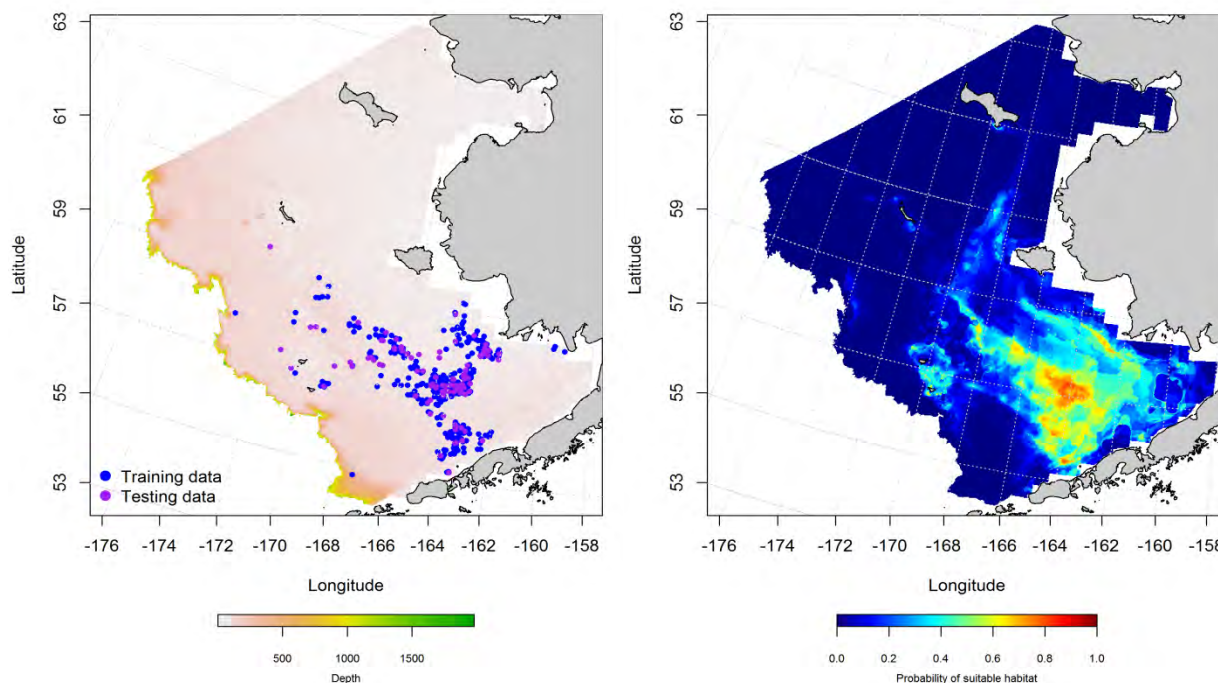 63
61
59
57
55
53
Latitude
Training data
Testing data
-176 -174 -172 -170 -168 -166 -164 -162 -160 -158
Longitude
500 1000 1500
Depth
63
61
59
57
55
53
Latitude
-176 -174 -172 -170 -168 -166 -164 -162 -160 -158
Longitude
0.0 0.2 0.4 0.6 0.8 1.0
Probability of suitable habitat